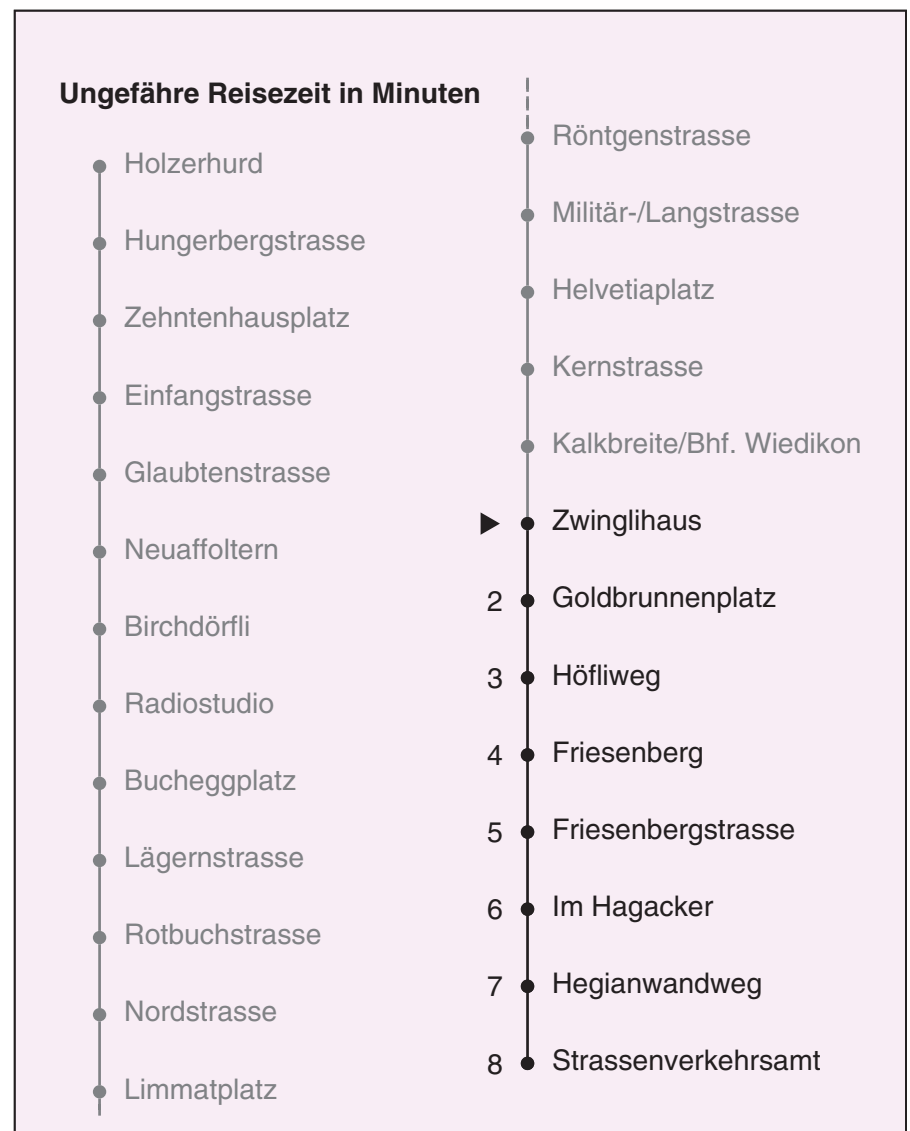 Ungefähre Reisezeit in Minuten
Holzerhurd
Hungerbergstrasse
Zehntenhausplatz
Einfangstrasse
Glaubtenstrasse
Neuaffoltern
Birchdörfli
Radiostudio
Bucheggplatz
Lägernstrasse
Rotbuchstrasse
Nordstrasse
Limmatplatz
Röntgenstrasse
Militär-/Langstrasse
Helvetiaplatz
Kernstrasse
Kalkbreite/Bhf. Wiedikon
Zwinglihaus
2 Goldbrunnenplatz
3 Höfliweg
4 Friesenberg
5 Friesenbergstrasse
6 Im Hagacker
7 Hegianwandweg
8 Strassenverkehrsamt